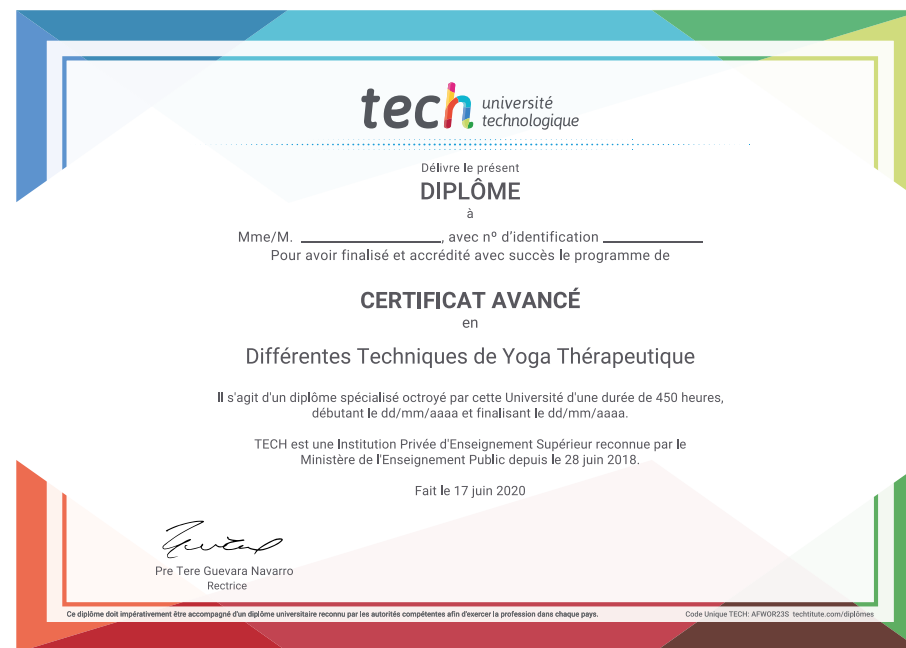 tech université
technologique
Délivre le présent
DIPLÔME
à
Mme/M. ____________________, avec nº d'identification ______________
Pour avoir finalisé et accrédité avec succès le programme de
CERTIFICAT AVANCÉ
en
Différentes Techniques de Yoga Thérapeutique
Il s'agit d'un diplôme spécialisé octroyé par cette Université d'une durée de 450 heures,
débutant le dd/mm/aaaa et finalisant le dd/mm/aaaa.
TECH est une Institution Privée d'Enseignement Supérieur reconnue par le
Ministère de l'Enseignement Public depuis le 28 juin 2018.
Fait le 17 juin 2020
Pre Tere Guevara Navarro
Rectrice
Ce diplôme doit impérativement être accompagné d'un diplôme universitaire reconnu par les autorités compétentes afin d'exercer la profession dans chaque pays.
Code Unique TECH: AFWOR23S techtitute.com/diplômes